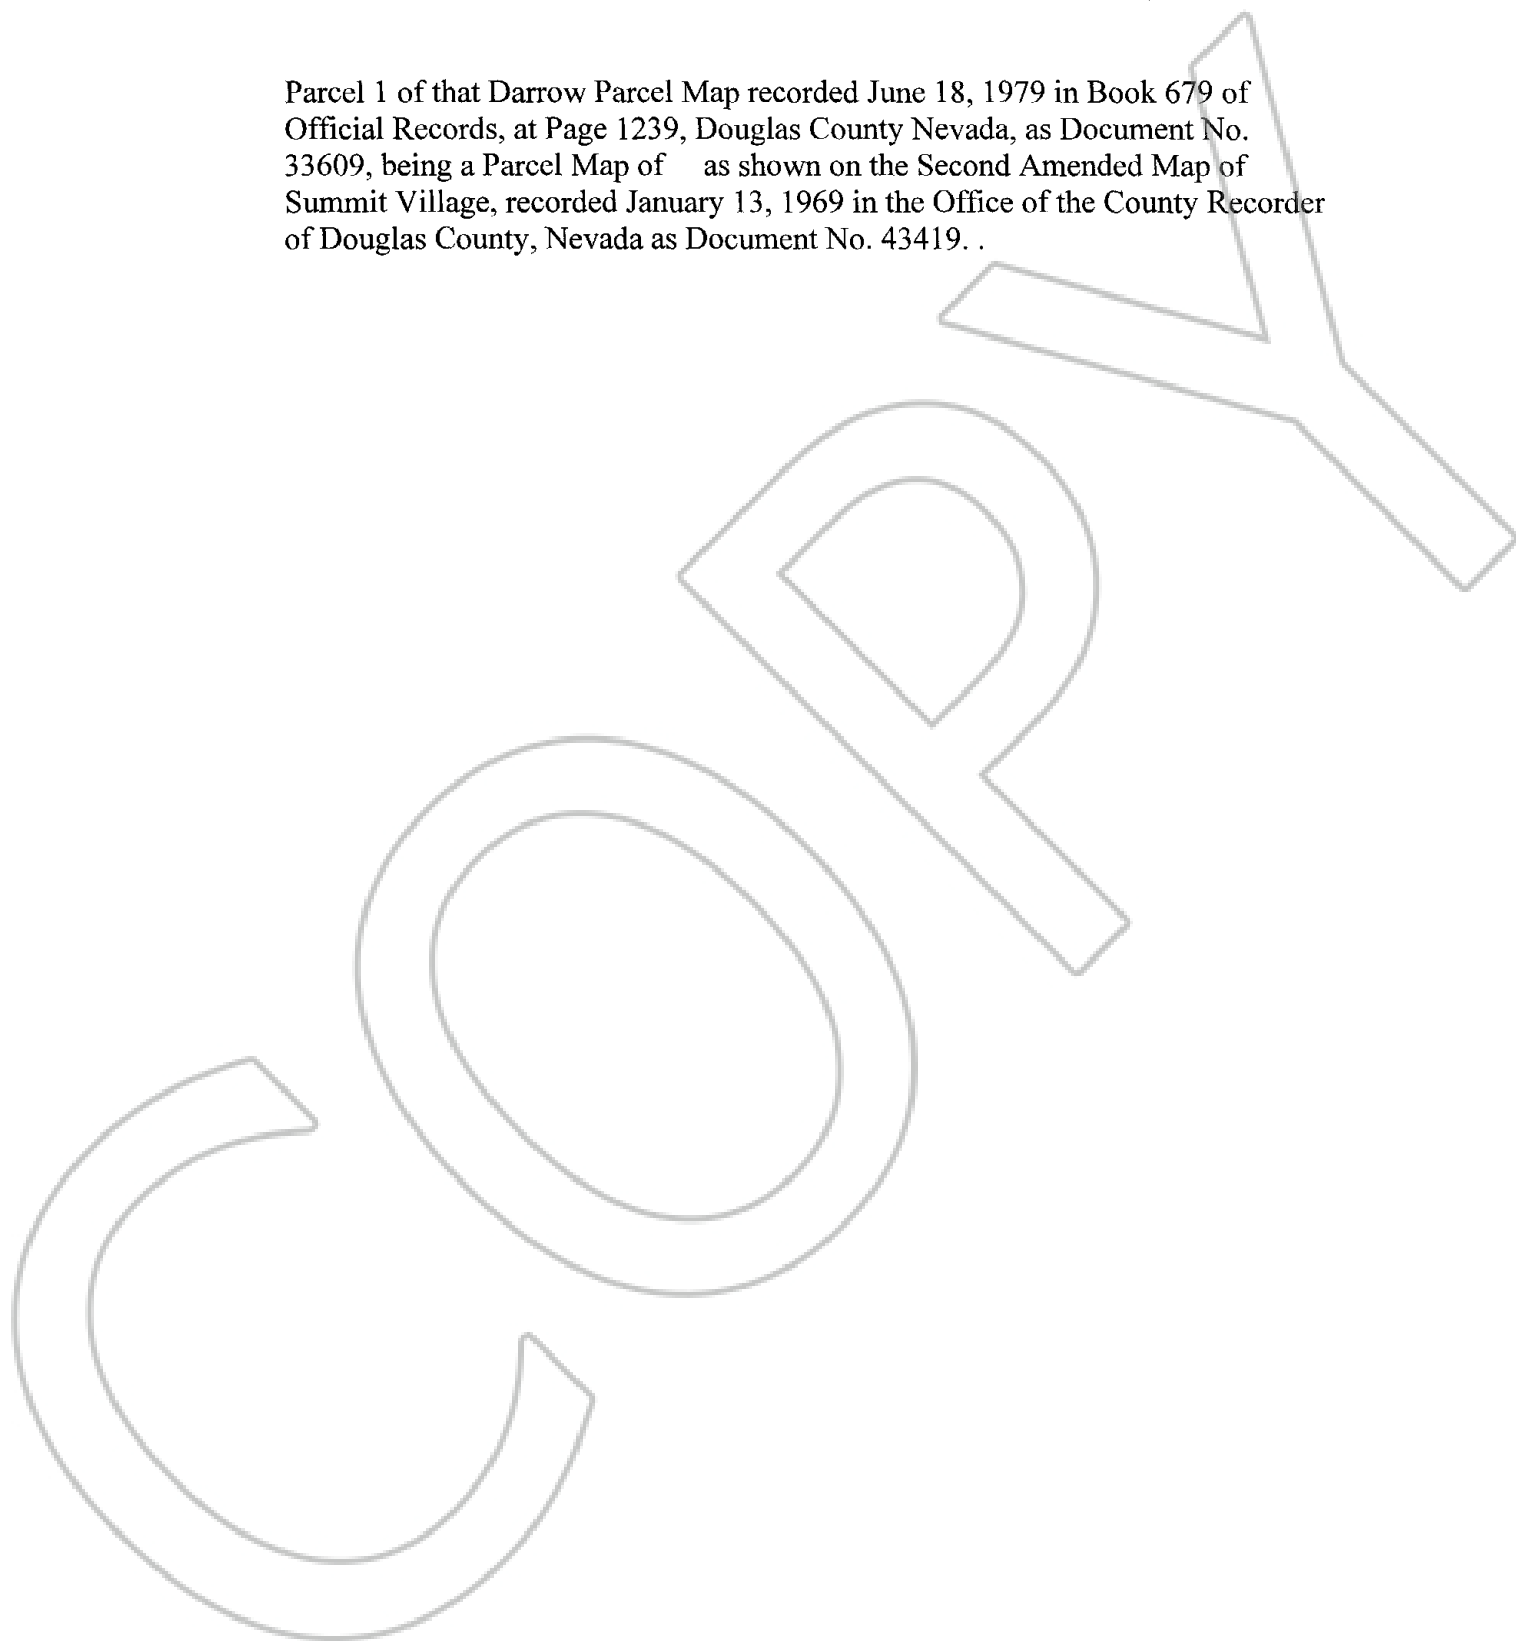 Parcel 1 of that Darrow Parcel Map recorded June 18, 1979 in Book 679 of
Official Records, at Page 1239, Douglas County Nevada, as Document No.
33609, being a Parcel Map of     as shown on the Second Amended Map of
Summit Village, recorded January 13, 1969 in the Office of the County Recorder
of Douglas County, Nevada as Document No. 43419. .
COPY